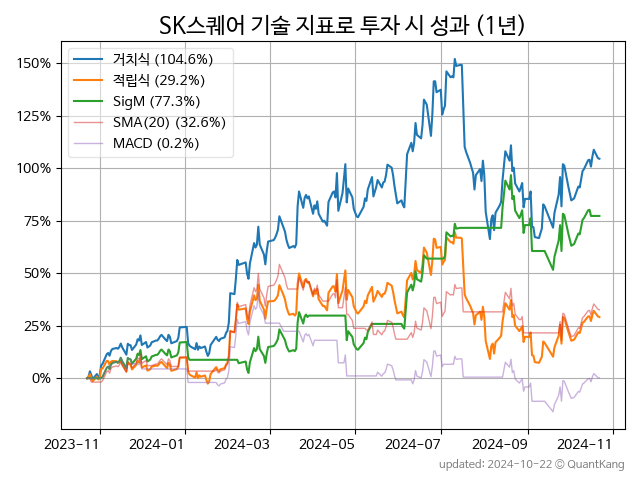 SK스퀘어 기술 지표로 투자 시 성과 (1년)
거치식 (104.6%)
적립식 (29.2%)
SigM (77.3%)
SMA(20) (32.6%)
MACD (0.2%)
150%
125%
100%
75%
50%
25%
0%
2023-11 2024-01 2024-03 2024-05 2024-07 2024-09 2024-11
updated: 2024-10-22 © QuantKang